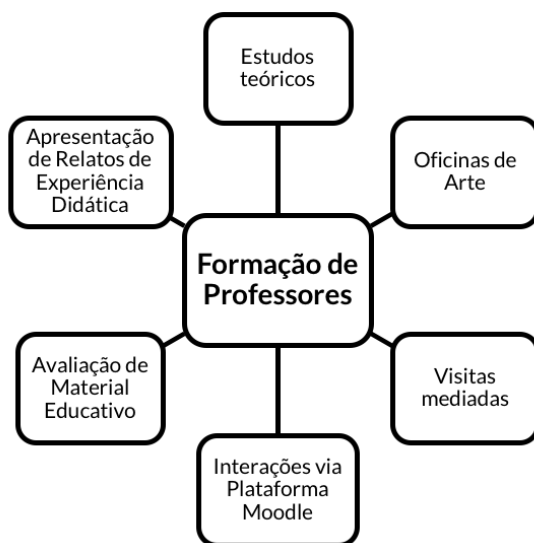 Estudos
teóricos
Apresentação
de Relatos de
Experiência
Didática
Oficinas de
Arte
Formação de
Professores
Avaliação de
Material
Educativo
Visitas
mediadas
Interações via
Plataforma
Moodle